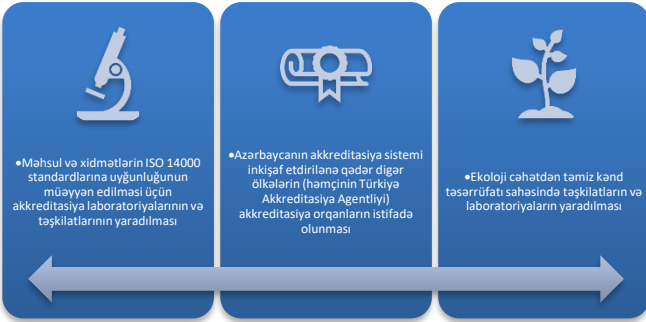 •Məhsul və xidmətlərin ISO 14000
standardlarına uyğunluğunun
müəyyən edilməsi üçün
akkreditasiya laboratoriyalarının və
təşkilatlarının yaradılması
•Azərbaycanın akkreditasiya sistemi
inkişaf etdirilənə qədər digər
ölkələrin (həmçinin Türkiyə
Akkreditasiya Agentliyi)
akkreditasiya orqanların istifadə
olunması
•Ekoloji cəhətdən təmiz kənd
təsərrüfatı sahəsində təşkilatların və
laboratoriyaların yaradılması